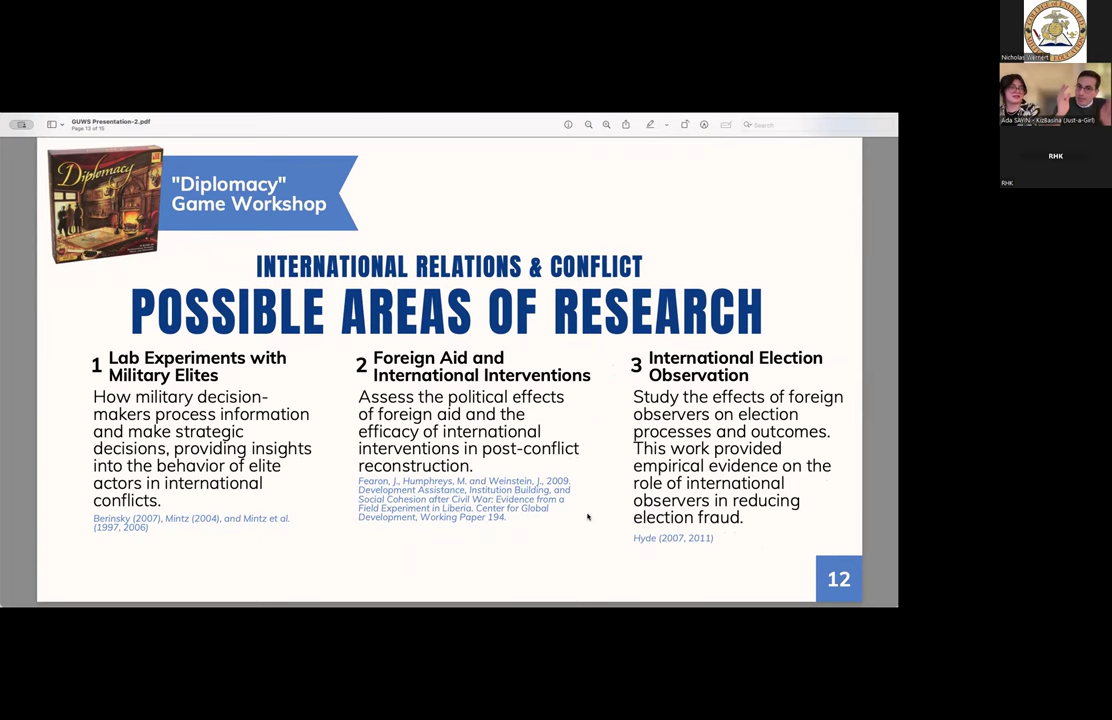 GUWS Presentation-2.pdf
Page 13 of 15
Search
Diplomacy
"Diplomacy"
Game Workshop
INTERNATIONAL RELATIONS & CONFLICT
POSSIBLE AREAS OF RESEARCH
1 Lab Experiments with
Military Elites
How military decision-
makers process information
and make strategic
decisions, providing insights
into the behavior of elite
actors in international
conflicts.
Berinsky (2007), Mintz (2004), and Mintz et al.
(1997, 2006)
2 Foreign Aid and
International Interventions
Assess the political effects
of foreign aid and the
efficacy of international
interventions in post-conflict
reconstruction.
Fearon, J., Humphreys, M. and Weinstein, J., 2009.
Development Assistance, Institution Building, and
Social Cohesion after Civil War: Evidence from a
Field Experiment in Liberia. Center for Global
Development, Working Paper 194.
3 International Election
Observation
Study the effects of foreign
observers on election
processes and outcomes.
This work provided
empirical evidence on the
role of international
observers in reducing
election fraud.
Hyde (2007, 2011)
12
Nicholas Warnert
Ada SAYIN - KizBasina (Just-a-Girl)
RHK
RHK